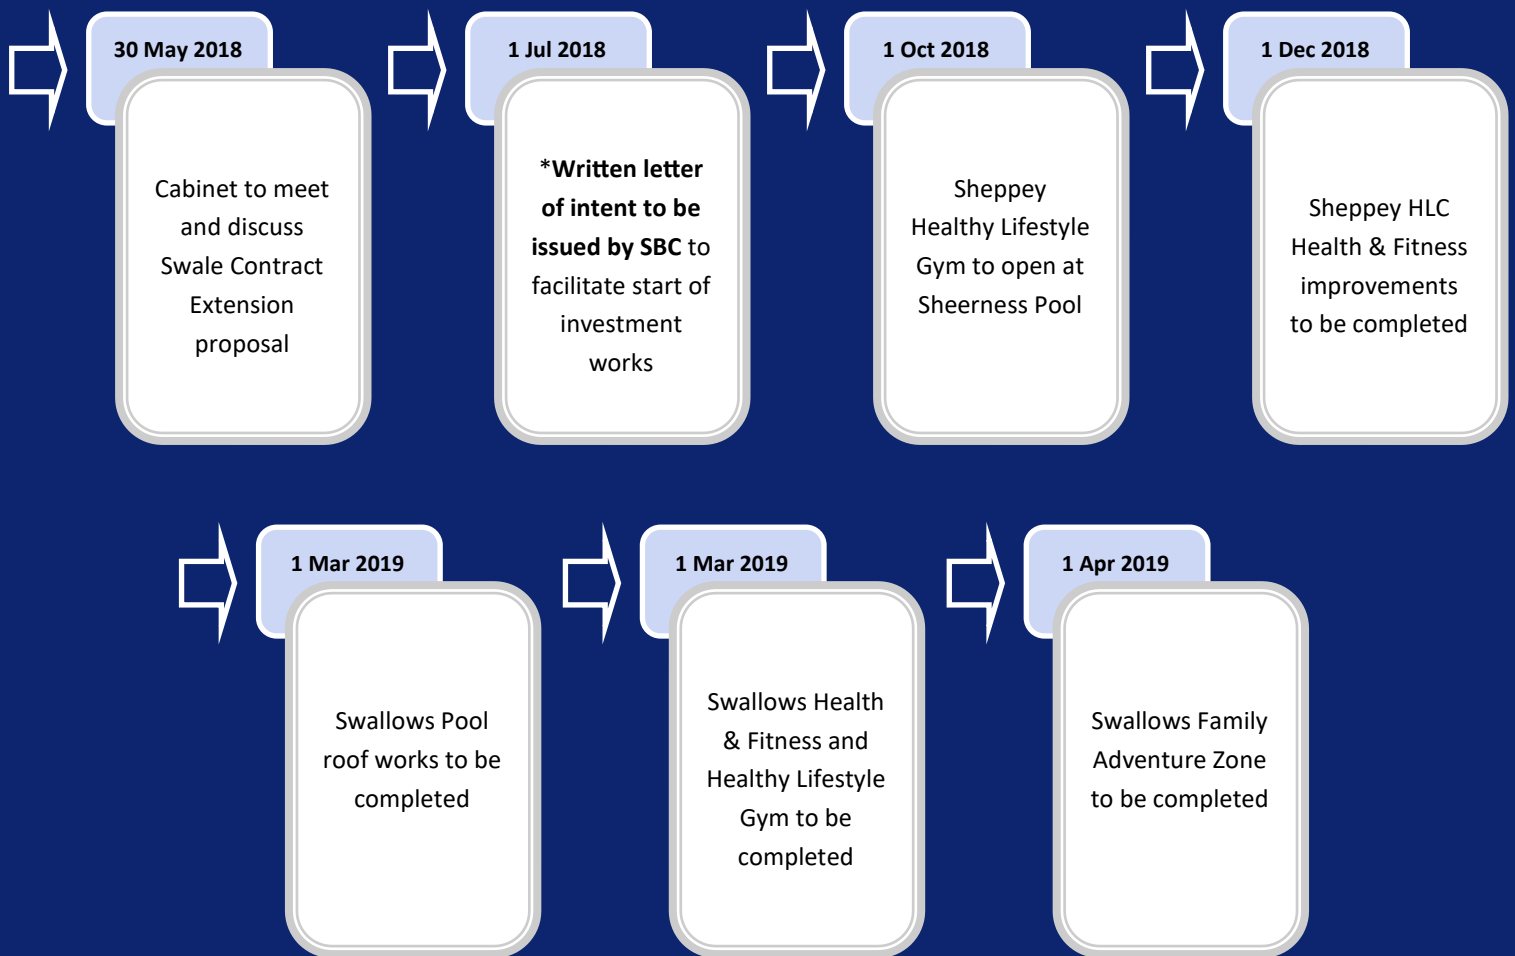 30 May 2018
Cabinet to meet
and discuss
Swale Contract
Extension
proposal
1 Jul 2018
*Written letter
of intent to be
issued by SBC to
facilitate start of
investment
works
1 Oct 2018
Sheppey
Healthy Lifestyle
Gym to open at
Sheerness Pool
1 Dec 2018
Sheppey HLC
Health & Fitness
improvements
to be completed
1 Mar 2019
Swallows Pool
roof works to be
completed
1 Mar 2019
Swallows Health
& Fitness and
Healthy Lifestyle
Gym to be
completed
1 Apr 2019
Swallows Family
Adventure Zone
to be completed